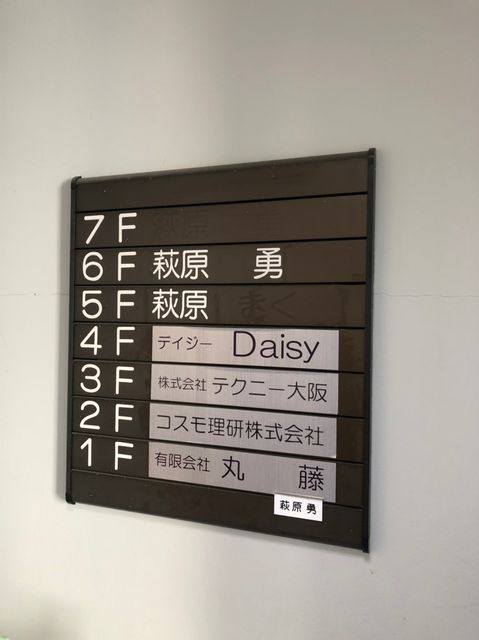 7F
6F 萩原 勇
5F 萩原
4F デイジー Daisy
3F 株式会社 テクニー大阪
2F コスモ理研株式会社
1F 有限会社 丸 藤
萩原 勇